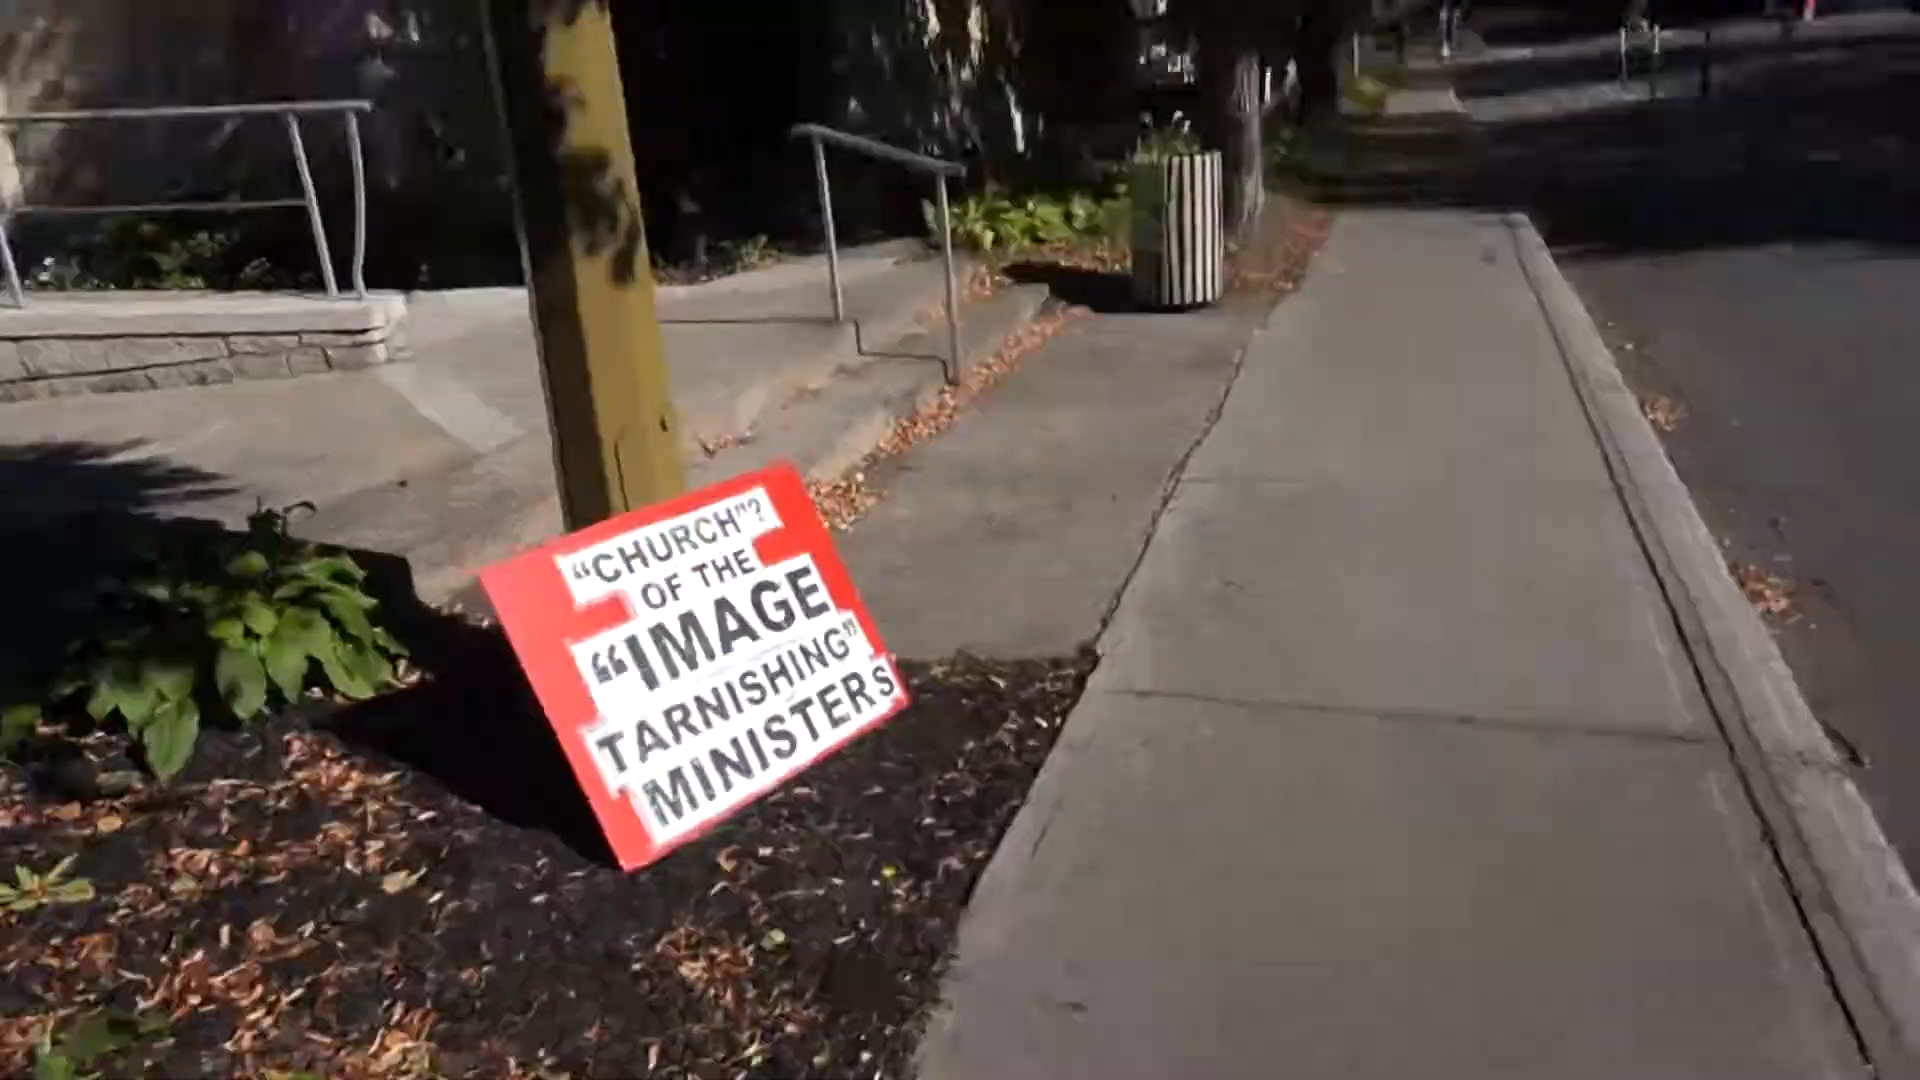 “CHURCH"?
OF THE
“IMAGE
TARNISHING”
MINISTERS